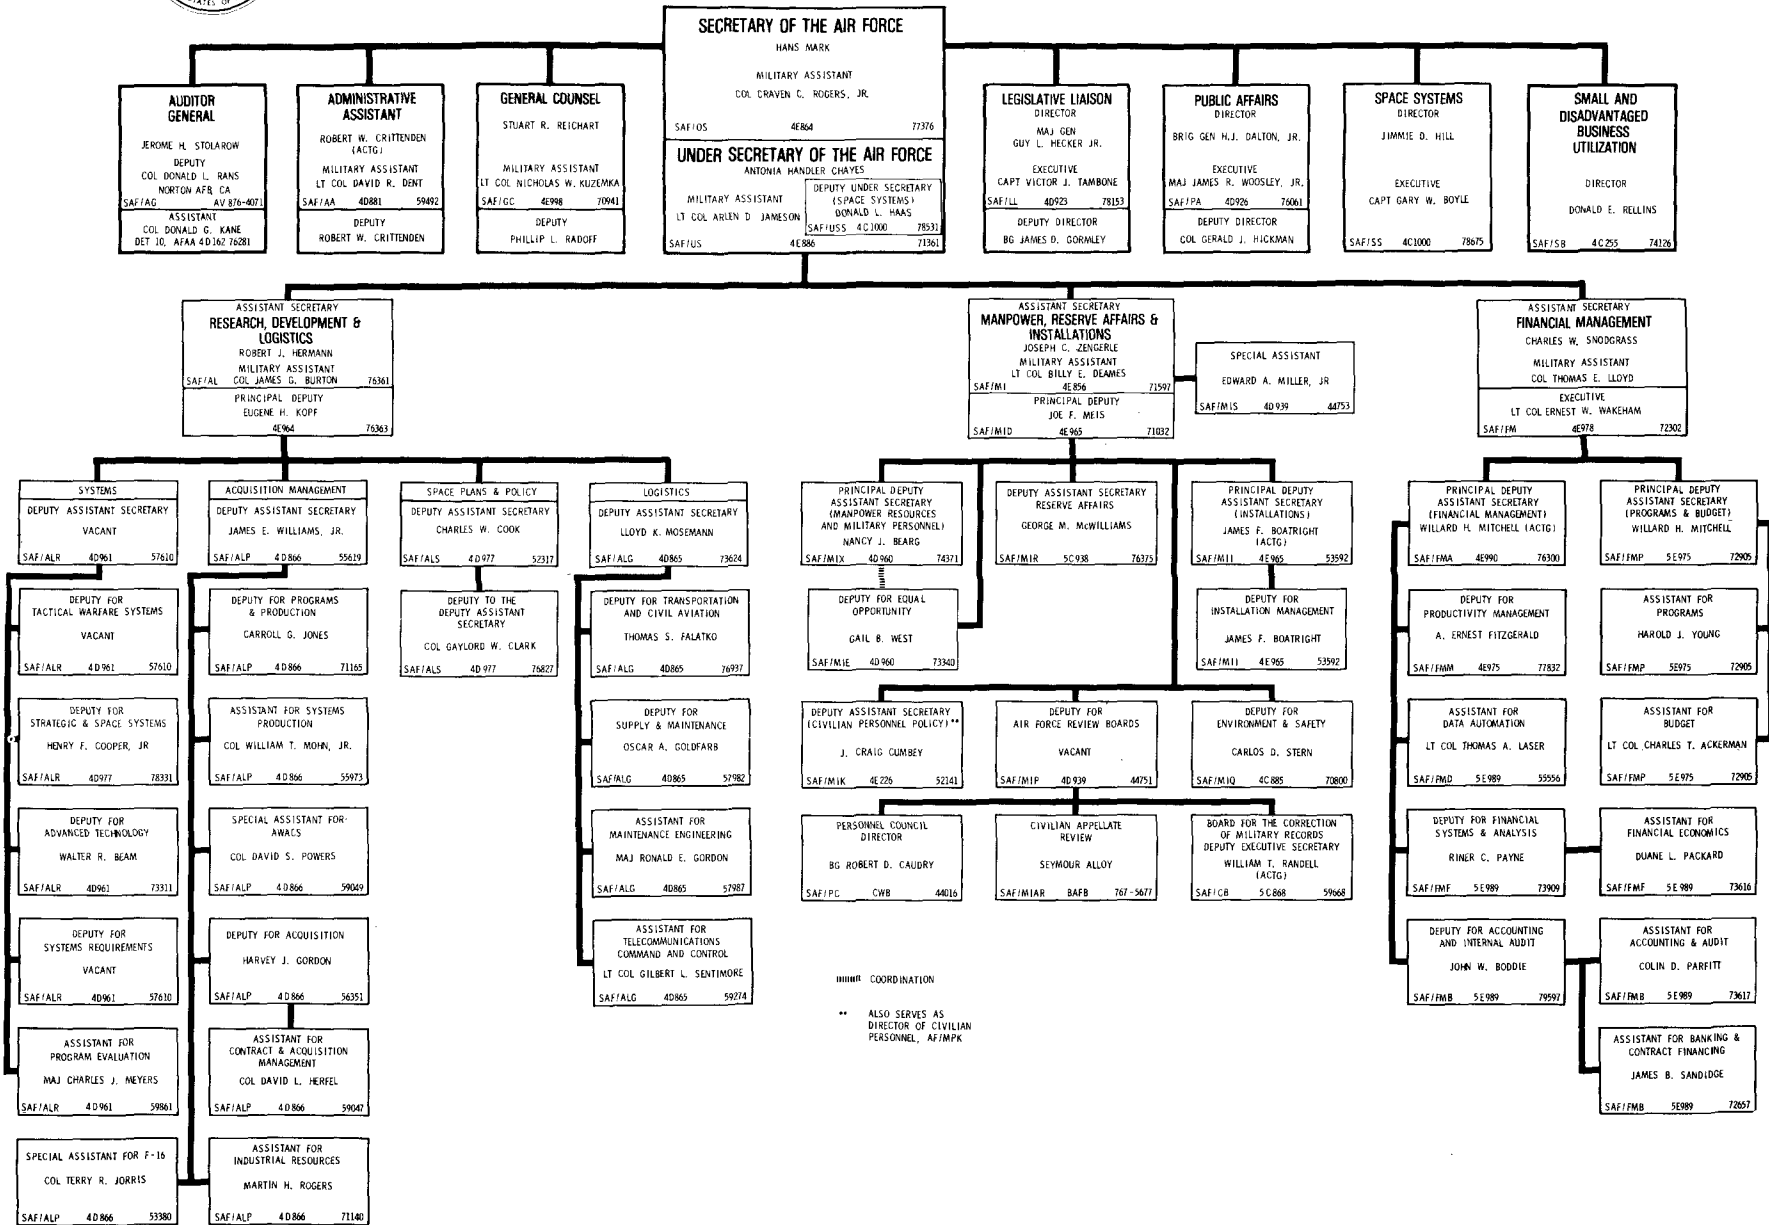 SECRETARY OF THE AIR FORCE
HANS MARK
MILITARY ASSISTANT
COL CRAVEN C. ROGERS, JR.
SAF/OS 4E864 77376
UNDER SECRETARY OF THE AIR FORCE
ANTONIA HANDLER CHAYES
MILITARY ASSISTANT
LT COL ARLEN D JAMESON
DEPUTY UNDER SECRETARY
(SPACE SYSTEMS)
DONALD L. HAAS
SAF/USS 4C1000 78531
SAF/US 4E886 71361
AUDITOR
GENERAL
JEROME H. STOLAROW
DEPUTY
COL DONALD L. RANS
NORTON AFB, CA
SAF/AG AV 876-4071
ASSISTANT
COL DONALD G. KANE
DET 10, AFAA 4D162 76281
ADMINISTRATIVE
ASSISTANT
ROBERT W. CRITTENDEN
(ACTG)
MILITARY ASSISTANT
LT COL DAVID R. DENT
SAF/AA 4D881 59492
DEPUTY
ROBERT W. CRITTENDEN
GENERAL COUNSEL
STUART R. REICHART
MILITARY ASSISTANT
LT COL NICHOLAS W. KUZEMKA
SAF/GC 4E998 70941
DEPUTY
PHILLIP L. RADOFF
LEGISLATIVE LIAISON
DIRECTOR
MAJ GEN
GUY L. HECKER JR.
EXECUTIVE
CAPT VICTOR J. TAMBONE
SAF/LL 4D923 78153
DEPUTY DIRECTOR
BG JAMES D. GORMLEY
PUBLIC AFFAIRS
DIRECTOR
BRIG GEN H.J. DALTON, JR.
EXECUTIVE
MAJ JAMES R. WOOSLEY, JR.
SAF/PA 4D926 76061
DEPUTY DIRECTOR
COL GERALD J. HICKMAN
SPACE SYSTEMS
DIRECTOR
JIMMIE D. HILL
EXECUTIVE
CAPT GARY W. BOYLE
SAF/SS 4C1000 78675
SMALL AND
DISADVANTAGED
BUSINESS
UTILIZATION
DIRECTOR
DONALD E. RELLINS
SAF/SB 4C255 74126
ASSISTANT SECRETARY
RESEARCH, DEVELOPMENT &
LOGISTICS
ROBERT J. HERMANN
MILITARY ASSISTANT
SAF/AL COL JAMES G. BURTON 76361
PRINCIPAL DEPUTY
EUGENE H. KOPF
4E964 76363
ASSISTANT SECRETARY
MANPOWER, RESERVE AFFAIRS &
INSTALLATIONS
JOSEPH C. ZENGERLE
MILITARY ASSISTANT
LT COL BILLY E. DEAMES
SAF/MI 4E856 71597
PRINCIPAL DEPUTY
JOE F. MEIS
SAF/MID 4E965 71032
SPECIAL ASSISTANT
EDWARD A. MILLER, JR
SAF/MIS 4D939 44753
ASSISTANT SECRETARY
FINANCIAL MANAGEMENT
CHARLES W. SNODGRASS
MILITARY ASSISTANT
COL THOMAS E. LLOYD
EXECUTIVE
LT COL ERNEST W. WAKEHAM
SAF/FM 4E978 72302
SYSTEMS
DEPUTY ASSISTANT SECRETARY
VACANT
SAF/ALR 4D961 57610
DEPUTY FOR
TACTICAL WARFARE SYSTEMS
VACANT
SAF/ALR 4D961 57610
DEPUTY FOR
STRATEGIC & SPACE SYSTEMS
HENRY F. COOPER, JR
SAF/ALR 4D977 78331
DEPUTY FOR
ADVANCED TECHNOLOGY
WALTER R. BEAM
SAF/ALR 4D961 73311
DEPUTY FOR
SYSTEMS REQUIREMENTS
VACANT
SAF/ALR 4D961 57610
ASSISTANT FOR
PROGRAM EVALUATION
MAJ CHARLES J. MEYERS
SAF/ALR 4D961 59861
SPECIAL ASSISTANT FOR F-16
COL TERRY R. JORRIS
SAF/ALP 4D866 53380
ACQUISITION MANAGEMENT
DEPUTY ASSISTANT SECRETARY
JAMES E. WILLIAMS, JR.
SAF/ALP 4D866 55619
DEPUTY FOR PROGRAMS
& PRODUCTION
CARROLL G. JONES
SAF/ALP 4D866 71165
ASSISTANT FOR SYSTEMS
PRODUCTION
COL WILLIAM T. MOHN, JR.
SAF/ALP 4D866 55973
SPECIAL ASSISTANT FOR
AWACS
COL DAVID S. POWERS
SAF/ALP 4D866 59049
DEPUTY FOR ACQUISITION
HARVEY J. GORDON
SAF/ALP 4D866 56351
ASSISTANT FOR
CONTRACT & ACQUISITION
MANAGEMENT
COL DAVID L. HERFEL
SAF/ALP 4D866 59047
ASSISTANT FOR
INDUSTRIAL RESOURCES
MARTIN H. ROGERS
SAF/ALP 4D866 71140
SPACE PLANS & POLICY
DEPUTY ASSISTANT SECRETARY
CHARLES W. COOK
SAF/ALS 4D977 52317
DEPUTY TO THE
DEPUTY ASSISTANT
SECRETARY
COL GAYLORD W. CLARK
SAF/ALS 4D977 76827
LOGISTICS
DEPUTY ASSISTANT SECRETARY
LLOYD K. MOSEMANN
SAF/ALG 4D865 73624
DEPUTY FOR TRANSPORTATION
AND CIVIL AVIATION
THOMAS S. FALATKO
SAF/ALG 4D865 76937
DEPUTY FOR
SUPPLY & MAINTENANCE
OSCAR A. GOLDFARB
SAF/ALG 4D865 57982
ASSISTANT FOR
MAINTENANCE ENGINEERING
MAJ RONALD E. GORDON
SAF/ALG 4D865 57987
ASSISTANT FOR
TELECOMMUNICATIONS
COMMAND AND CONTROL
LT COL GILBERT L. SENTIMORE
SAF/ALG 4D865 59274
PRINCIPAL DEPUTY
ASSISTANT SECRETARY
(MANPOWER RESOURCES
AND MILITARY PERSONNEL)
NANCY J. BEARG
SAF/MIX 4D960 74371
DEPUTY ASSISTANT SECRETARY
RESERVE AFFAIRS
GEORGE M. McWILLIAMS
SAF/MIR 5C938 76375
PRINCIPAL DEPUTY
ASSISTANT SECRETARY
(INSTALLATIONS)
JAMES F. BOATRIGHT
(ACTG)
SAF/MII 4E965 53592
DEPUTY FOR EQUAL
OPPORTUNITY
GAIL B. WEST
SAF/MIE 4D960 73340
DEPUTY FOR
INSTALLATION MANAGEMENT
JAMES F. BOATRIGHT
SAF/MII 4E965 53592
DEPUTY ASSISTANT SECRETARY
(CIVILIAN PERSONNEL POLICY)**
J. CRAIG CUMBEY
SAF/MIK 4E226 52141
DEPUTY FOR
AIR FORCE REVIEW BOARDS
VACANT
SAF/MIP 4D939 44751
DEPUTY FOR
ENVIRONMENT & SAFETY
CARLOS D. STERN
SAF/MIQ 4C885 70800
PERSONNEL COUNCIL
DIRECTOR
BG ROBERT D. CAUDRY
SAF/PC CWB 44016
CIVILIAN APPELLATE
REVIEW
SEYMOUR ALLOY
SAF/MIAR BAFB 767-5677
BOARD FOR THE CORRECTION
OF MILITARY RECORDS
DEPUTY EXECUTIVE SECRETARY
WILLIAM T. RANDELL
(ACTG)
SAF/CB 5C868 59668
COORDINATION
** ALSO SERVES AS
DIRECTOR OF CIVILIAN
PERSONNEL, AF/MPK
PRINCIPAL DEPUTY
ASSISTANT SECRETARY
(FINANCIAL MANAGEMENT)
WILLARD H. MITCHELL (ACTG)
SAF/FMA 4E990 76300
DEPUTY FOR
PRODUCTIVITY MANAGEMENT
A. ERNEST FITZGERALD
SAF/FMM 4E975 77832
ASSISTANT FOR
DATA AUTOMATION
LT COL THOMAS A. LASER
SAF/FMD 5E989 55556
DEPUTY FOR FINANCIAL
SYSTEMS & ANALYSIS
RINER C. PAYNE
SAF/FMF 5E989 73909
DEPUTY FOR ACCOUNTING
AND INTERNAL AUDIT
JOHN W. BODDIE
SAF/FMB 5E989 79597
PRINCIPAL DEPUTY
ASSISTANT SECRETARY
(PROGRAMS & BUDGET)
WILLARD H. MITCHELL
SAF/FMP 5E975 72905
ASSISTANT FOR
PROGRAMS
HAROLD J. YOUNG
SAF/FMP 5E975 72905
ASSISTANT FOR
BUDGET
LT COL CHARLES T. ACKERMAN
SAF/FMP 5E975 72905
ASSISTANT FOR
FINANCIAL ECONOMICS
DUANE L. PACKARD
SAF/FMF 5E989 73616
ASSISTANT FOR
ACCOUNTING & AUDIT
COLIN D. PARFITT
SAF/FMB 5E989 73617
ASSISTANT FOR BANKING &
CONTRACT FINANCING
JAMES B. SANDIDGE
SAF/FMB 5E989 72657